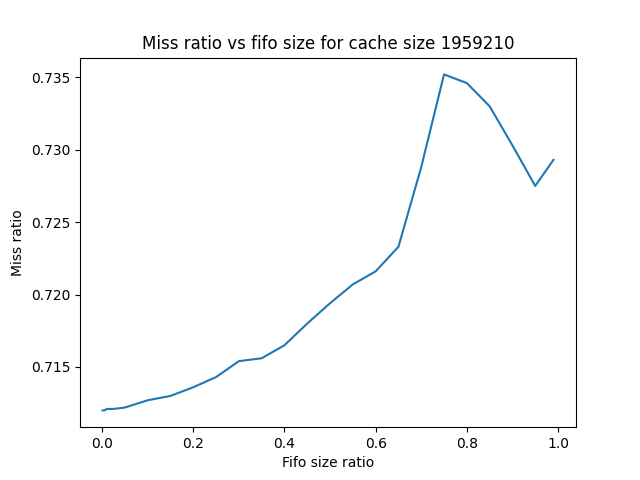 Miss ratio vs fifo size for cache size 1959210
0.735
0.730
0.725
0.720
0.715
Miss ratio
0.0 0.2 0.4 0.6 0.8 1.0
Fifo size ratio